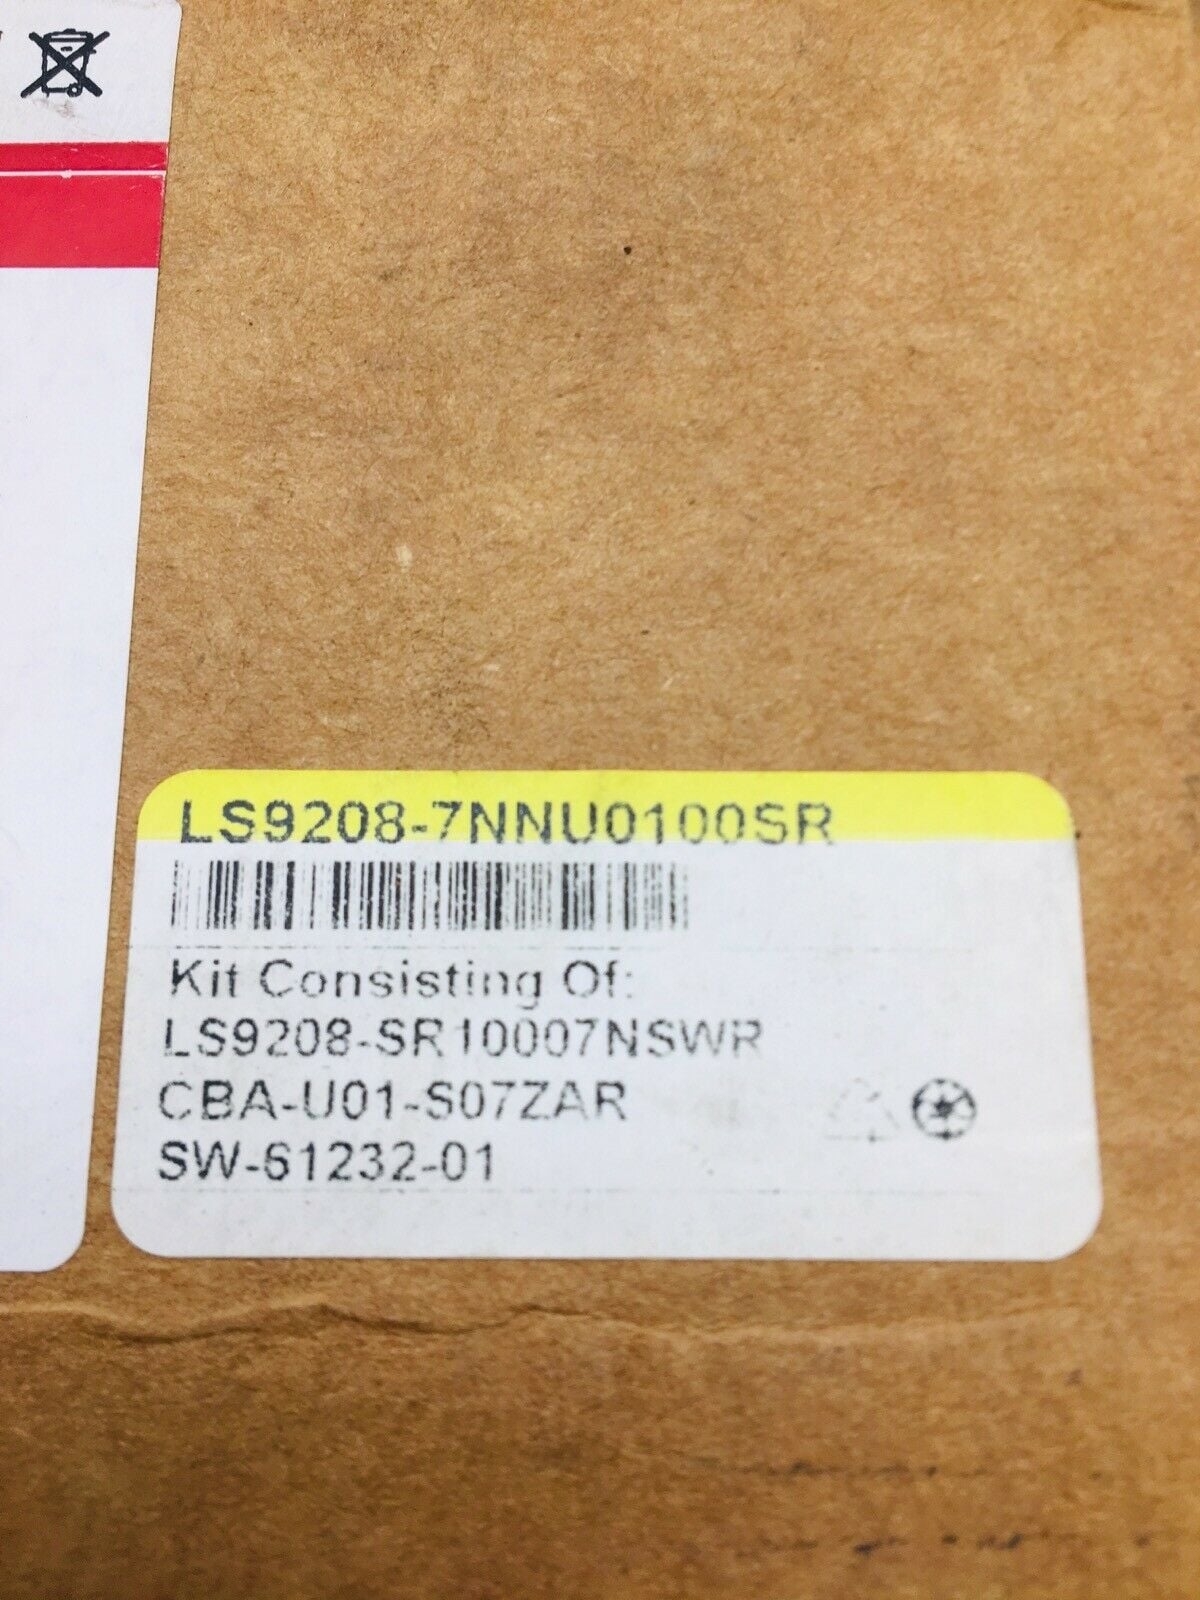 LS9208-7NNU0100SR
Kit Consisting Of:
LS9208-SR10007NSWR
CBA-U01-S07ZAR
SW-61232-01